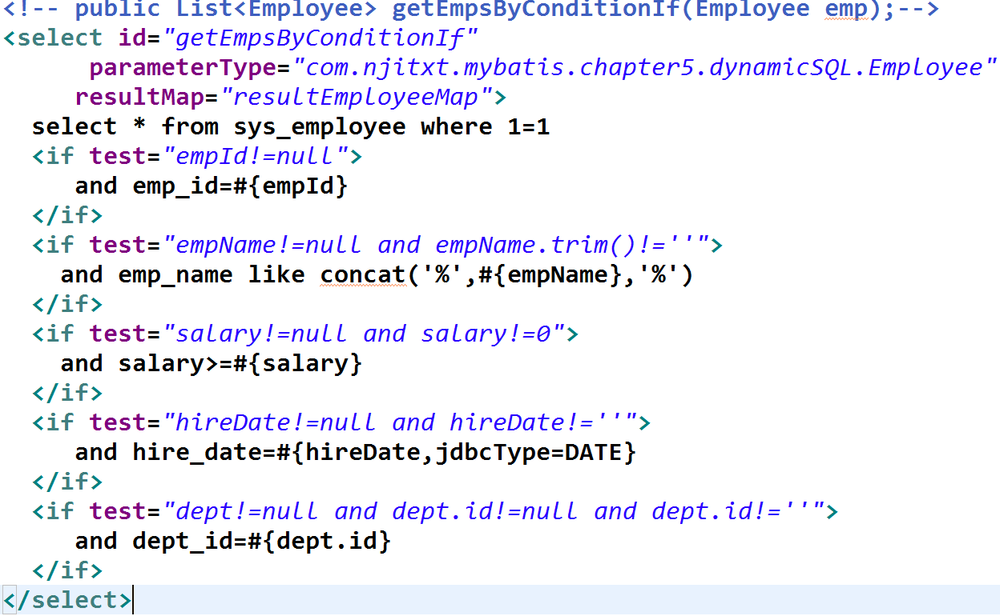 <!-- public List<Employee> getEmpsByConditionIf(Employee emp);-->
<select id="getEmpsByConditionIf"
      parameterType="com.njitxt.mybatis.chapter5.dynamicSQL.Employee"
     resultMap="resultEmployeeMap">
  select * from sys_employee where 1=1
  <if test="empId!=null">
     and emp_id=#{empId}
  </if>
  <if test="empName!=null and empName.trim()!=''">
    and emp_name like concat('%',#{empName},'%')
  </if>
  <if test="salary!=null and salary!=0">
    and salary>=#{salary}
  </if>
  <if test="hireDate!=null and hireDate!=''">
     and hire_date=#{hireDate,jdbcType=DATE}
  </if>
  <if test="dept!=null and dept.id!=null and dept.id!=''">
     and dept_id=#{dept.id}
  </if>
</select>